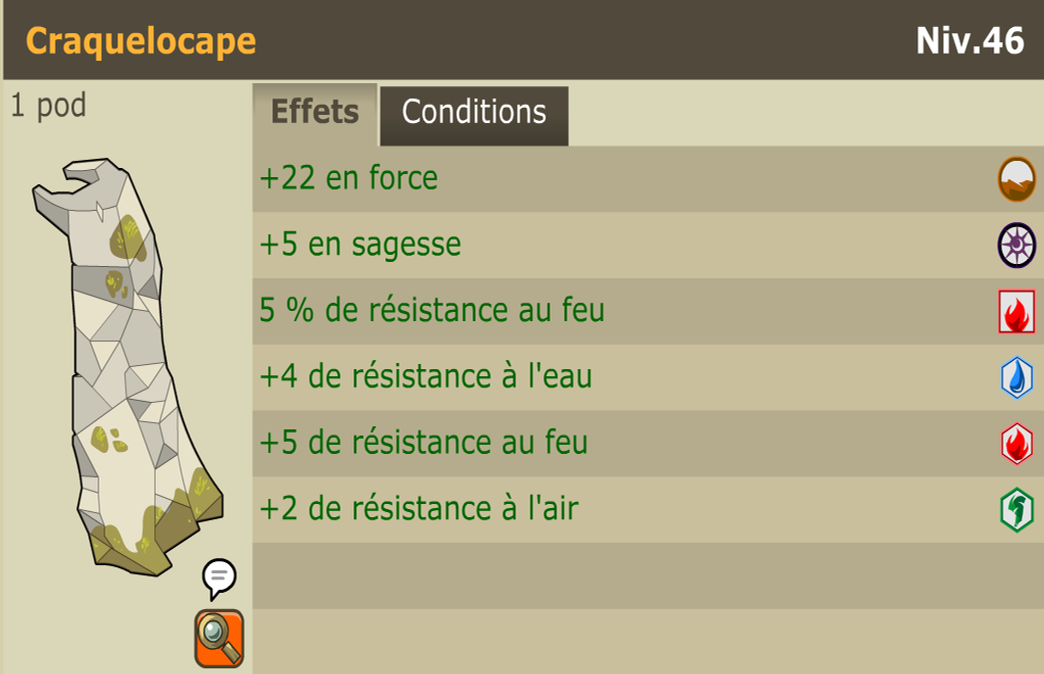 Craquelocape
Niv.46
1 pod
Effets
Conditions
+22 en force
+5 en sagesse
5 % de résistance au feu
+4 de résistance à l'eau
+5 de résistance au feu
+2 de résistance à l'air